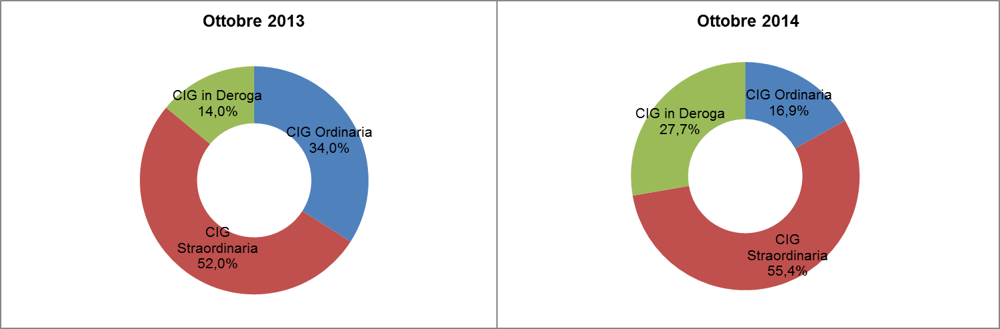 Ottobre 2013
CIG in Deroga
14,0%
CIG Ordinaria
34,0%
CIG
Straordinaria
52,0%
Ottobre 2014
CIG Ordinaria
16,9%
CIG in Deroga
27,7%
CIG
Straordinaria
55,4%